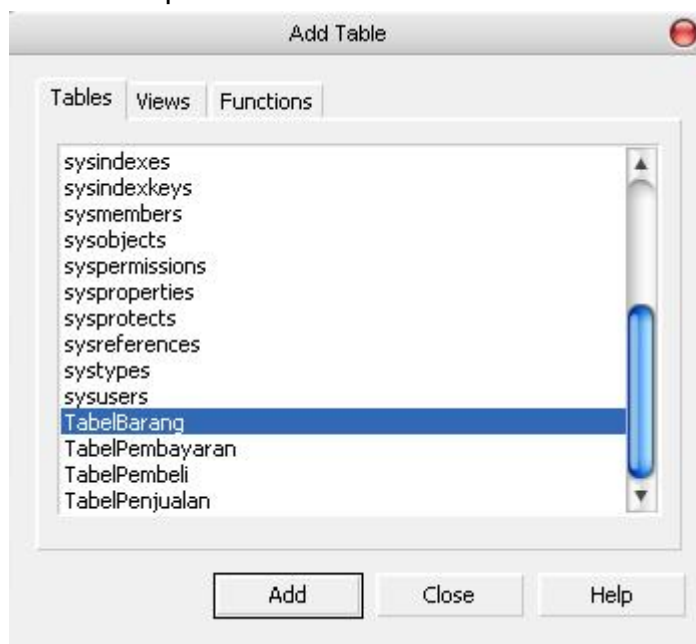 Add Table
Tables Views Functions
sysindexes
sysindexkeys
sysmembers
sysobjects
syspermissions
sysproperties
sysprotects
sysreferences
systypes
sysusers
TabelBarang
TabelPembayaran
TabelPembeli
TabelPenjualan
Add Close Help